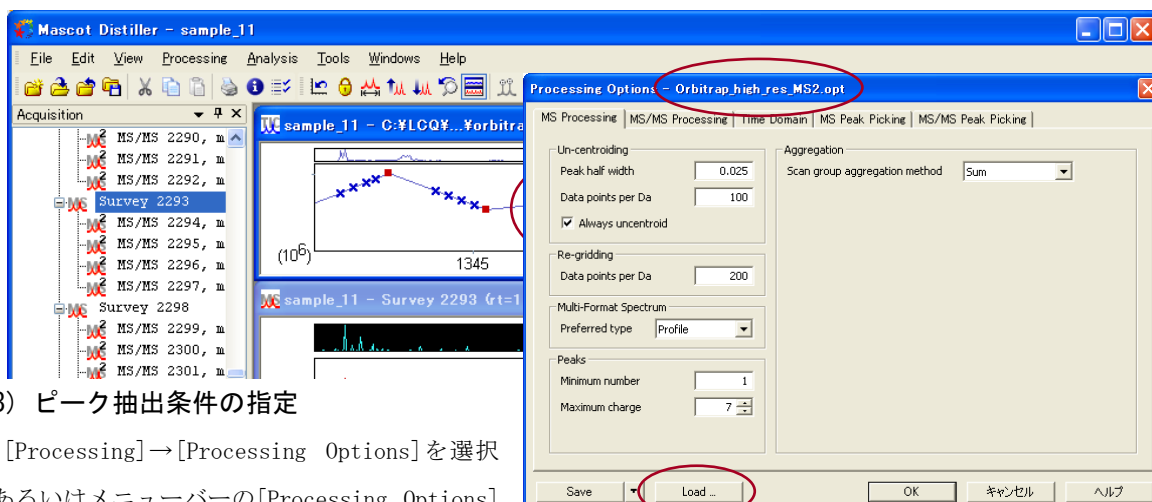 Mascot Distiller - sample_11
File Edit View Processing Analysis Tools Windows Help
Acquisition
MS/MS 2290, m
MS/MS 2291, m
MS/MS 2292, m
Survey 2293
MS/MS 2294, m
MS/MS 2295, m
MS/MS 2296, m
MS/MS 2297, m
Survey 2298
MS/MS 2299, m
MS/MS 2300, m
MS/MS 2301, m
sample_11 - C:¥LCQ¥...¥orbitra
(10⁶)
1345
sample_11 - Survey 2293 (rt=1
Processing Options - Orbitrap_high_res_MS2.opt
MS Processing MS/MS Processing Time Domain MS Peak Picking MS/MS Peak Picking
Un-centroiding
Peak half width 0.025
Data points per Da 100
Always uncentroid
Re-gridding
Data points per Da 200
Multi-Format Spectrum
Preferred type Profile
Peaks
Minimum number 1
Maximum charge 7
Aggregation
Scan group aggregation method Sum
Save Load ... OK キャンセル ヘルプ
3) ピーク抽出条件の指定
[Processing]→[Processing Options]を選択
あるいはメニューバーの[Processing Options]